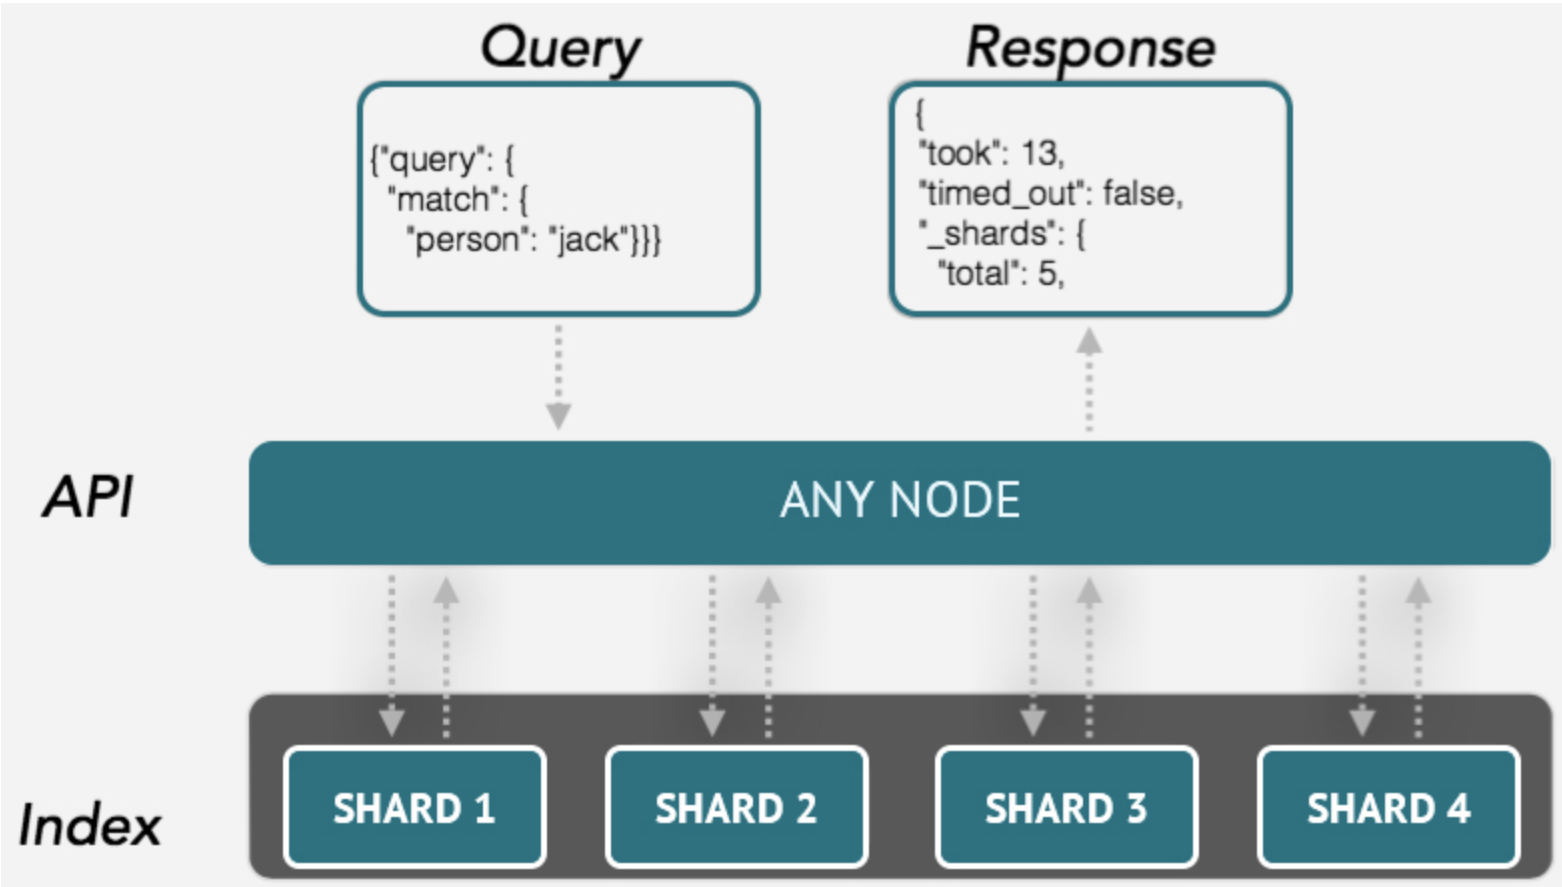 Query
Response
{"query": {
"match": {
"person": "jack"}}}
{
"took": 13,
"timed_out": false,
"_shards": {
"total": 5,
API
ANY NODE
Index
SHARD 1
SHARD 2
SHARD 3
SHARD 4